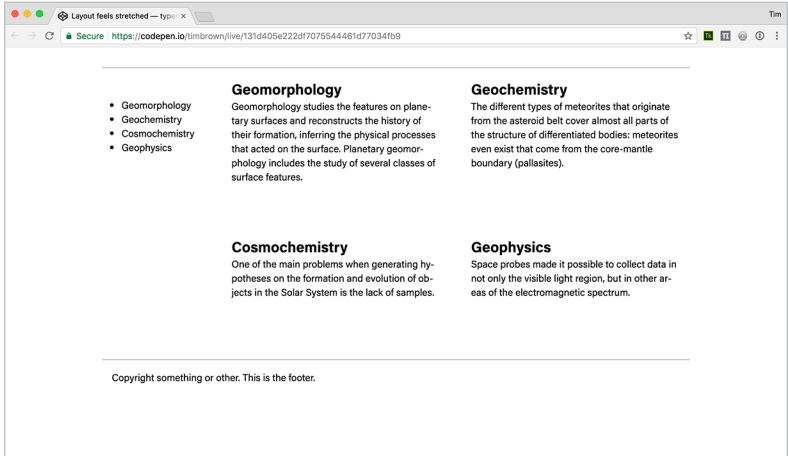 Layout feels stretched — type
Tim
Secure | https://codepen.io/timbrown/live/131d405e222df7075544461d77034fb9
Tk
Geomorphology
Geochemistry
Cosmochemistry
Geophysics
Geomorphology
Geomorphology studies the features on plane-
tary surfaces and reconstructs the history of
their formation, inferring the physical processes
that acted on the surface. Planetary geomor-
phology includes the study of several classes of
surface features.
Geochemistry
The different types of meteorites that originate
from the asteroid belt cover almost all parts of
the structure of differentiated bodies: meteorites
even exist that come from the core-mantle
boundary (pallasites).
Cosmochemistry
One of the main problems when generating hy-
potheses on the formation and evolution of ob-
jects in the Solar System is the lack of samples.
Geophysics
Space probes made it possible to collect data in
not only the visible light region, but in other ar-
eas of the electromagnetic spectrum.
Copyright something or other. This is the footer.